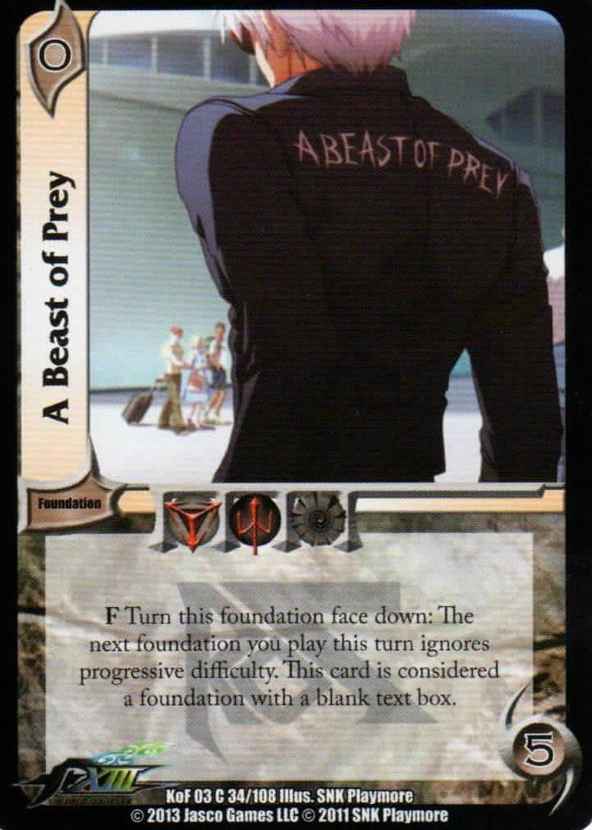 0
A Beast of Prey
A BEAST OF PREY
Foundation
F Turn this foundation face down: The
next foundation you play this turn ignores
progressive difficulty. This card is considered
a foundation with a blank text box.
5
XIII
KoF 03 C 34/108 Illus. SNK Playmore
© 2013 Jasco Games LLC © 2011 SNK Playmore